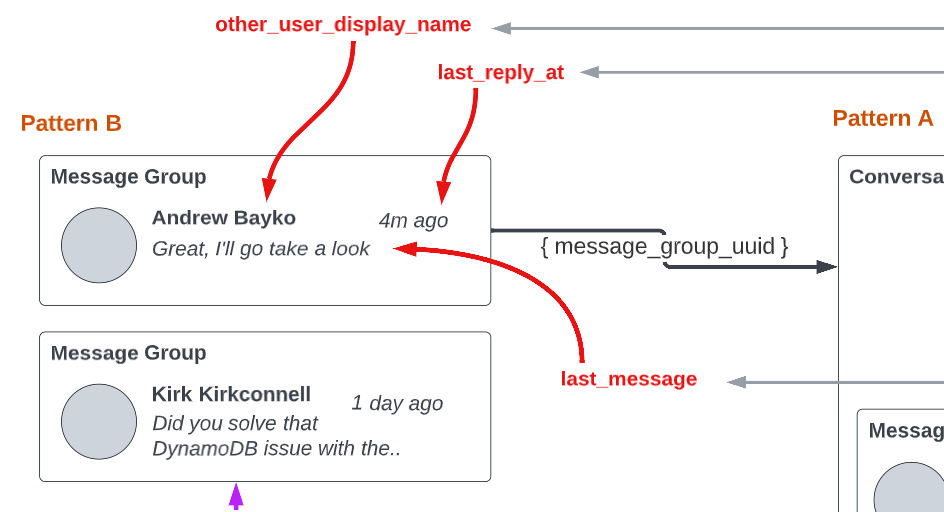 other_user_display_name
last_reply_at
Pattern B
Pattern A
Message Group
Andrew Bayko
4m ago
Great, I'll go take a look
{ message_group_uuid }
Conversa
Message Group
Kirk Kirkconnell
1 day ago
Did you solve that
DynamoDB issue with the..
last_message
Messag